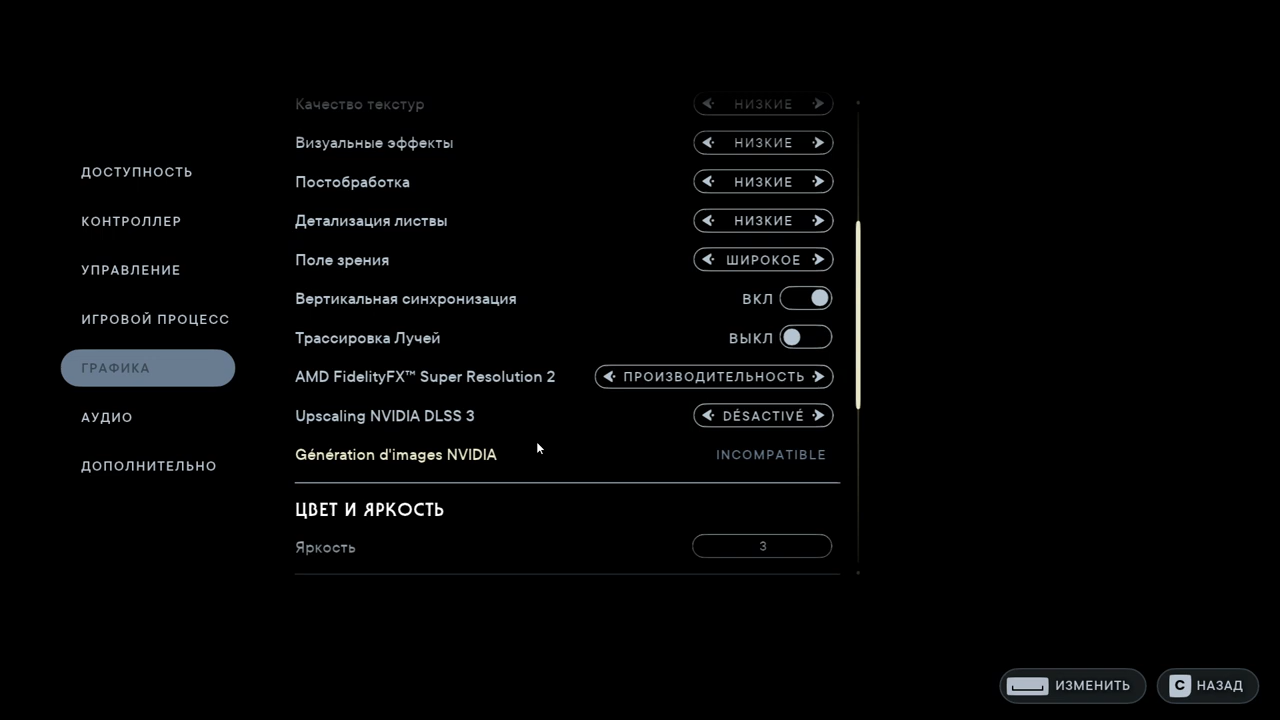 ДОСТУПНОСТЬ
КОНТРОЛЛЕР
УПРАВЛЕНИЕ
ИГРОВОЙ ПРОЦЕСС
ГРАФИКА
АУДИО
ДОПОЛНИТЕЛЬНО
Качество текстур НИЗКИЕ
Визуальные эффекты НИЗКИЕ
Постобработка НИЗКИЕ
Детализация листвы НИЗКИЕ
Поле зрения ШИРОКОЕ
Вертикальная синхронизация ВКЛ
Трассировка Лучей ВЫКЛ
AMD FidelityFX™ Super Resolution 2 ПРОИЗВОДИТЕЛЬНОСТЬ
Upscaling NVIDIA DLSS 3 DÉSACTIVÉ
Génération d'images NVIDIA INCOMPATIBLE
ЦВЕТ И ЯРКОСТЬ
Яркость 3
ИЗМЕНИТЬ C НАЗАД